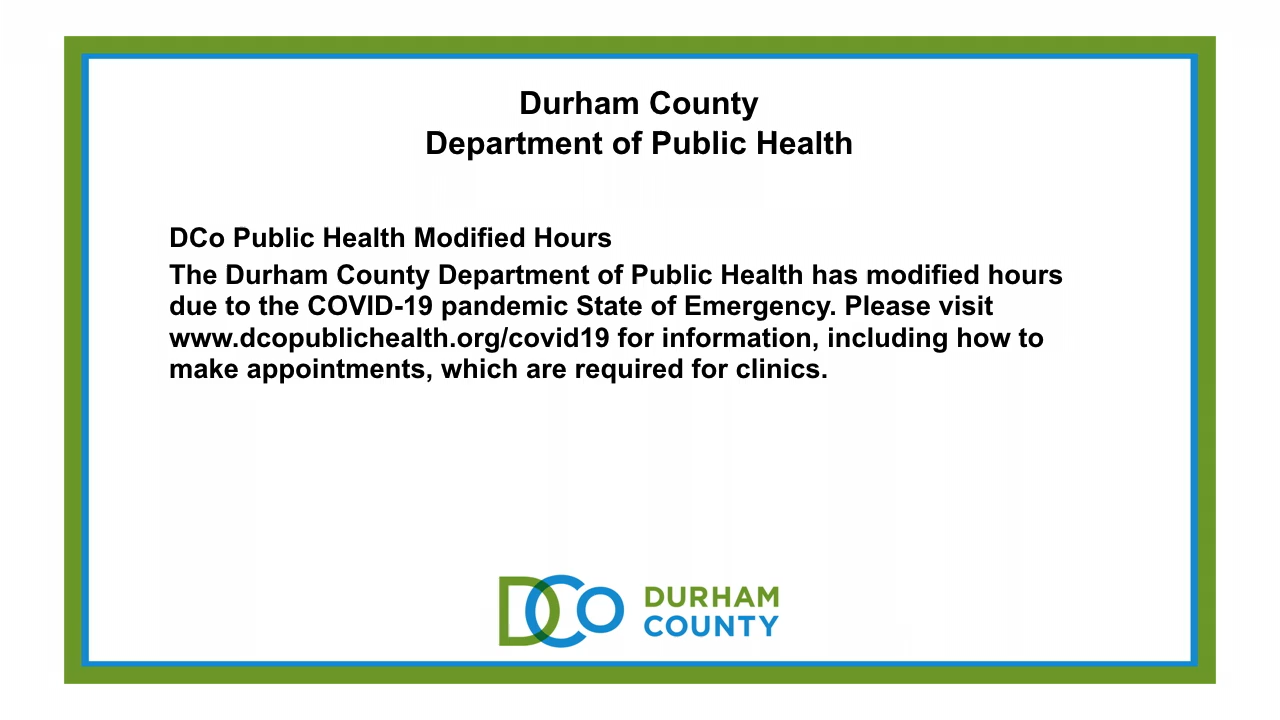 Durham County
Department of Public Health
DCo Public Health Modified Hours
The Durham County Department of Public Health has modified hours
due to the COVID-19 pandemic State of Emergency. Please visit
www.dcopublichealth.org/covid19 for information, including how to
make appointments, which are required for clinics.
DCo DURHAM
COUNTY